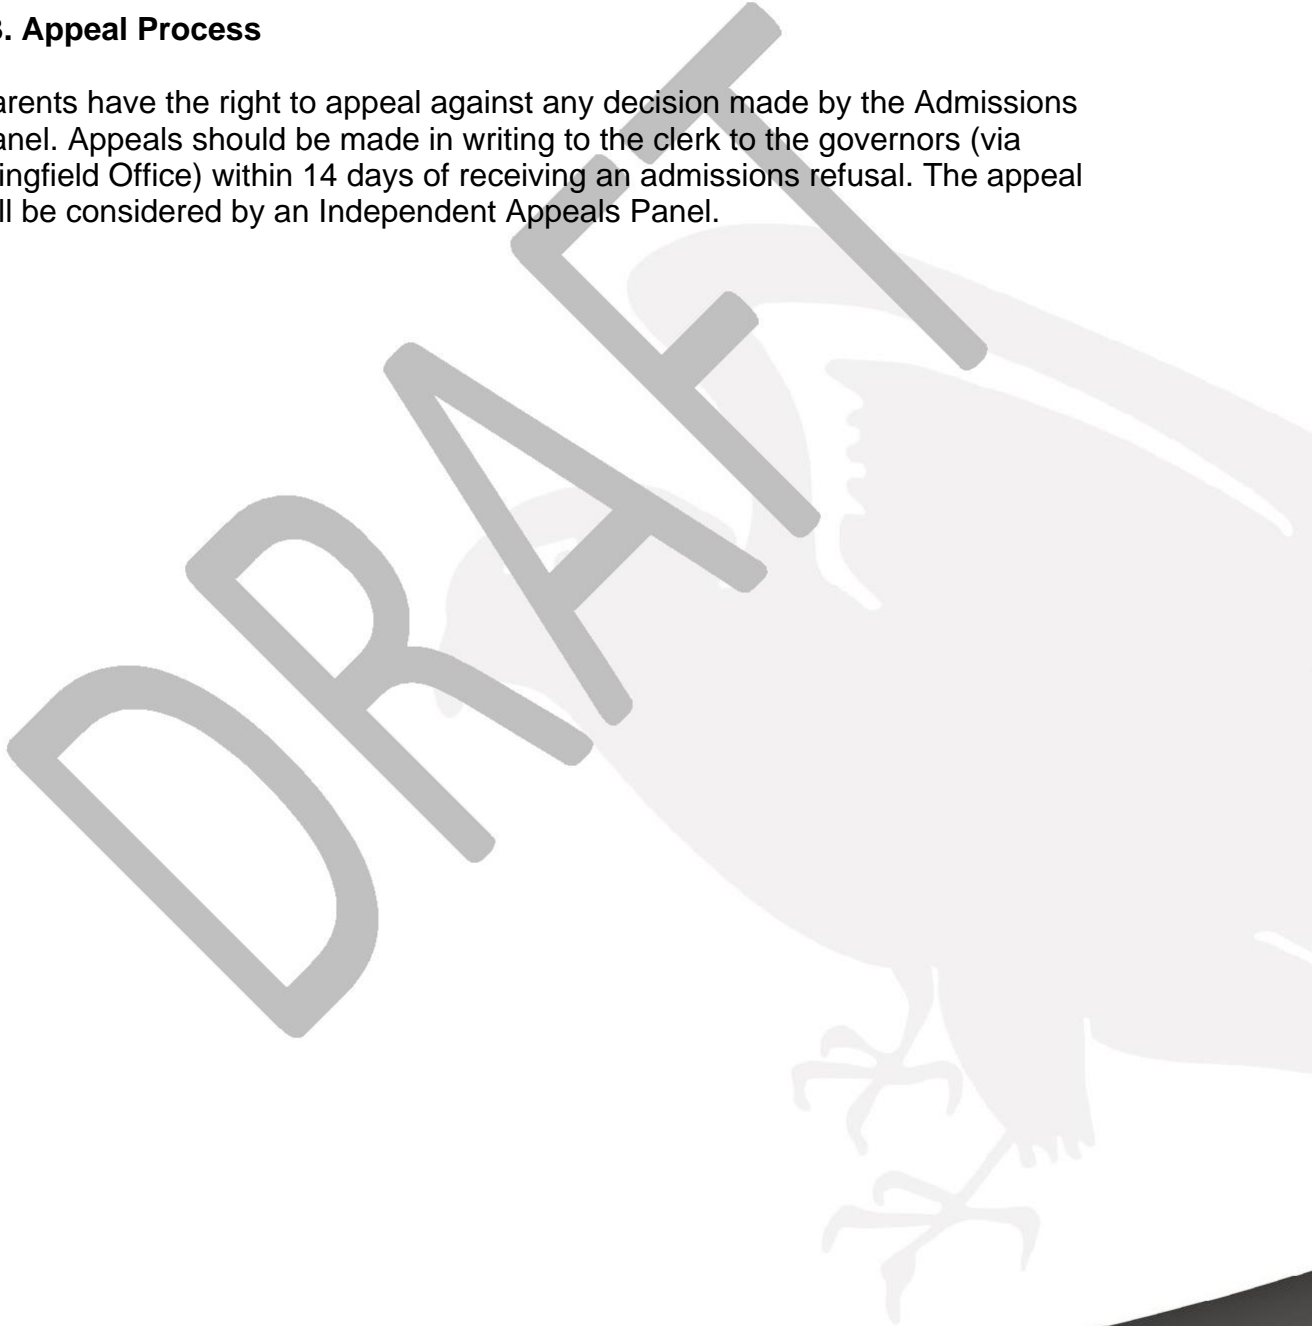 . Appeal Process
arents have the right to appeal against any decision made by the Admissions
anel. Appeals should be made in writing to the clerk to the governors (via
ingfield Office) within 14 days of receiving an admissions refusal. The appeal
ll be considered by an Independent Appeals Panel.
DRAFT